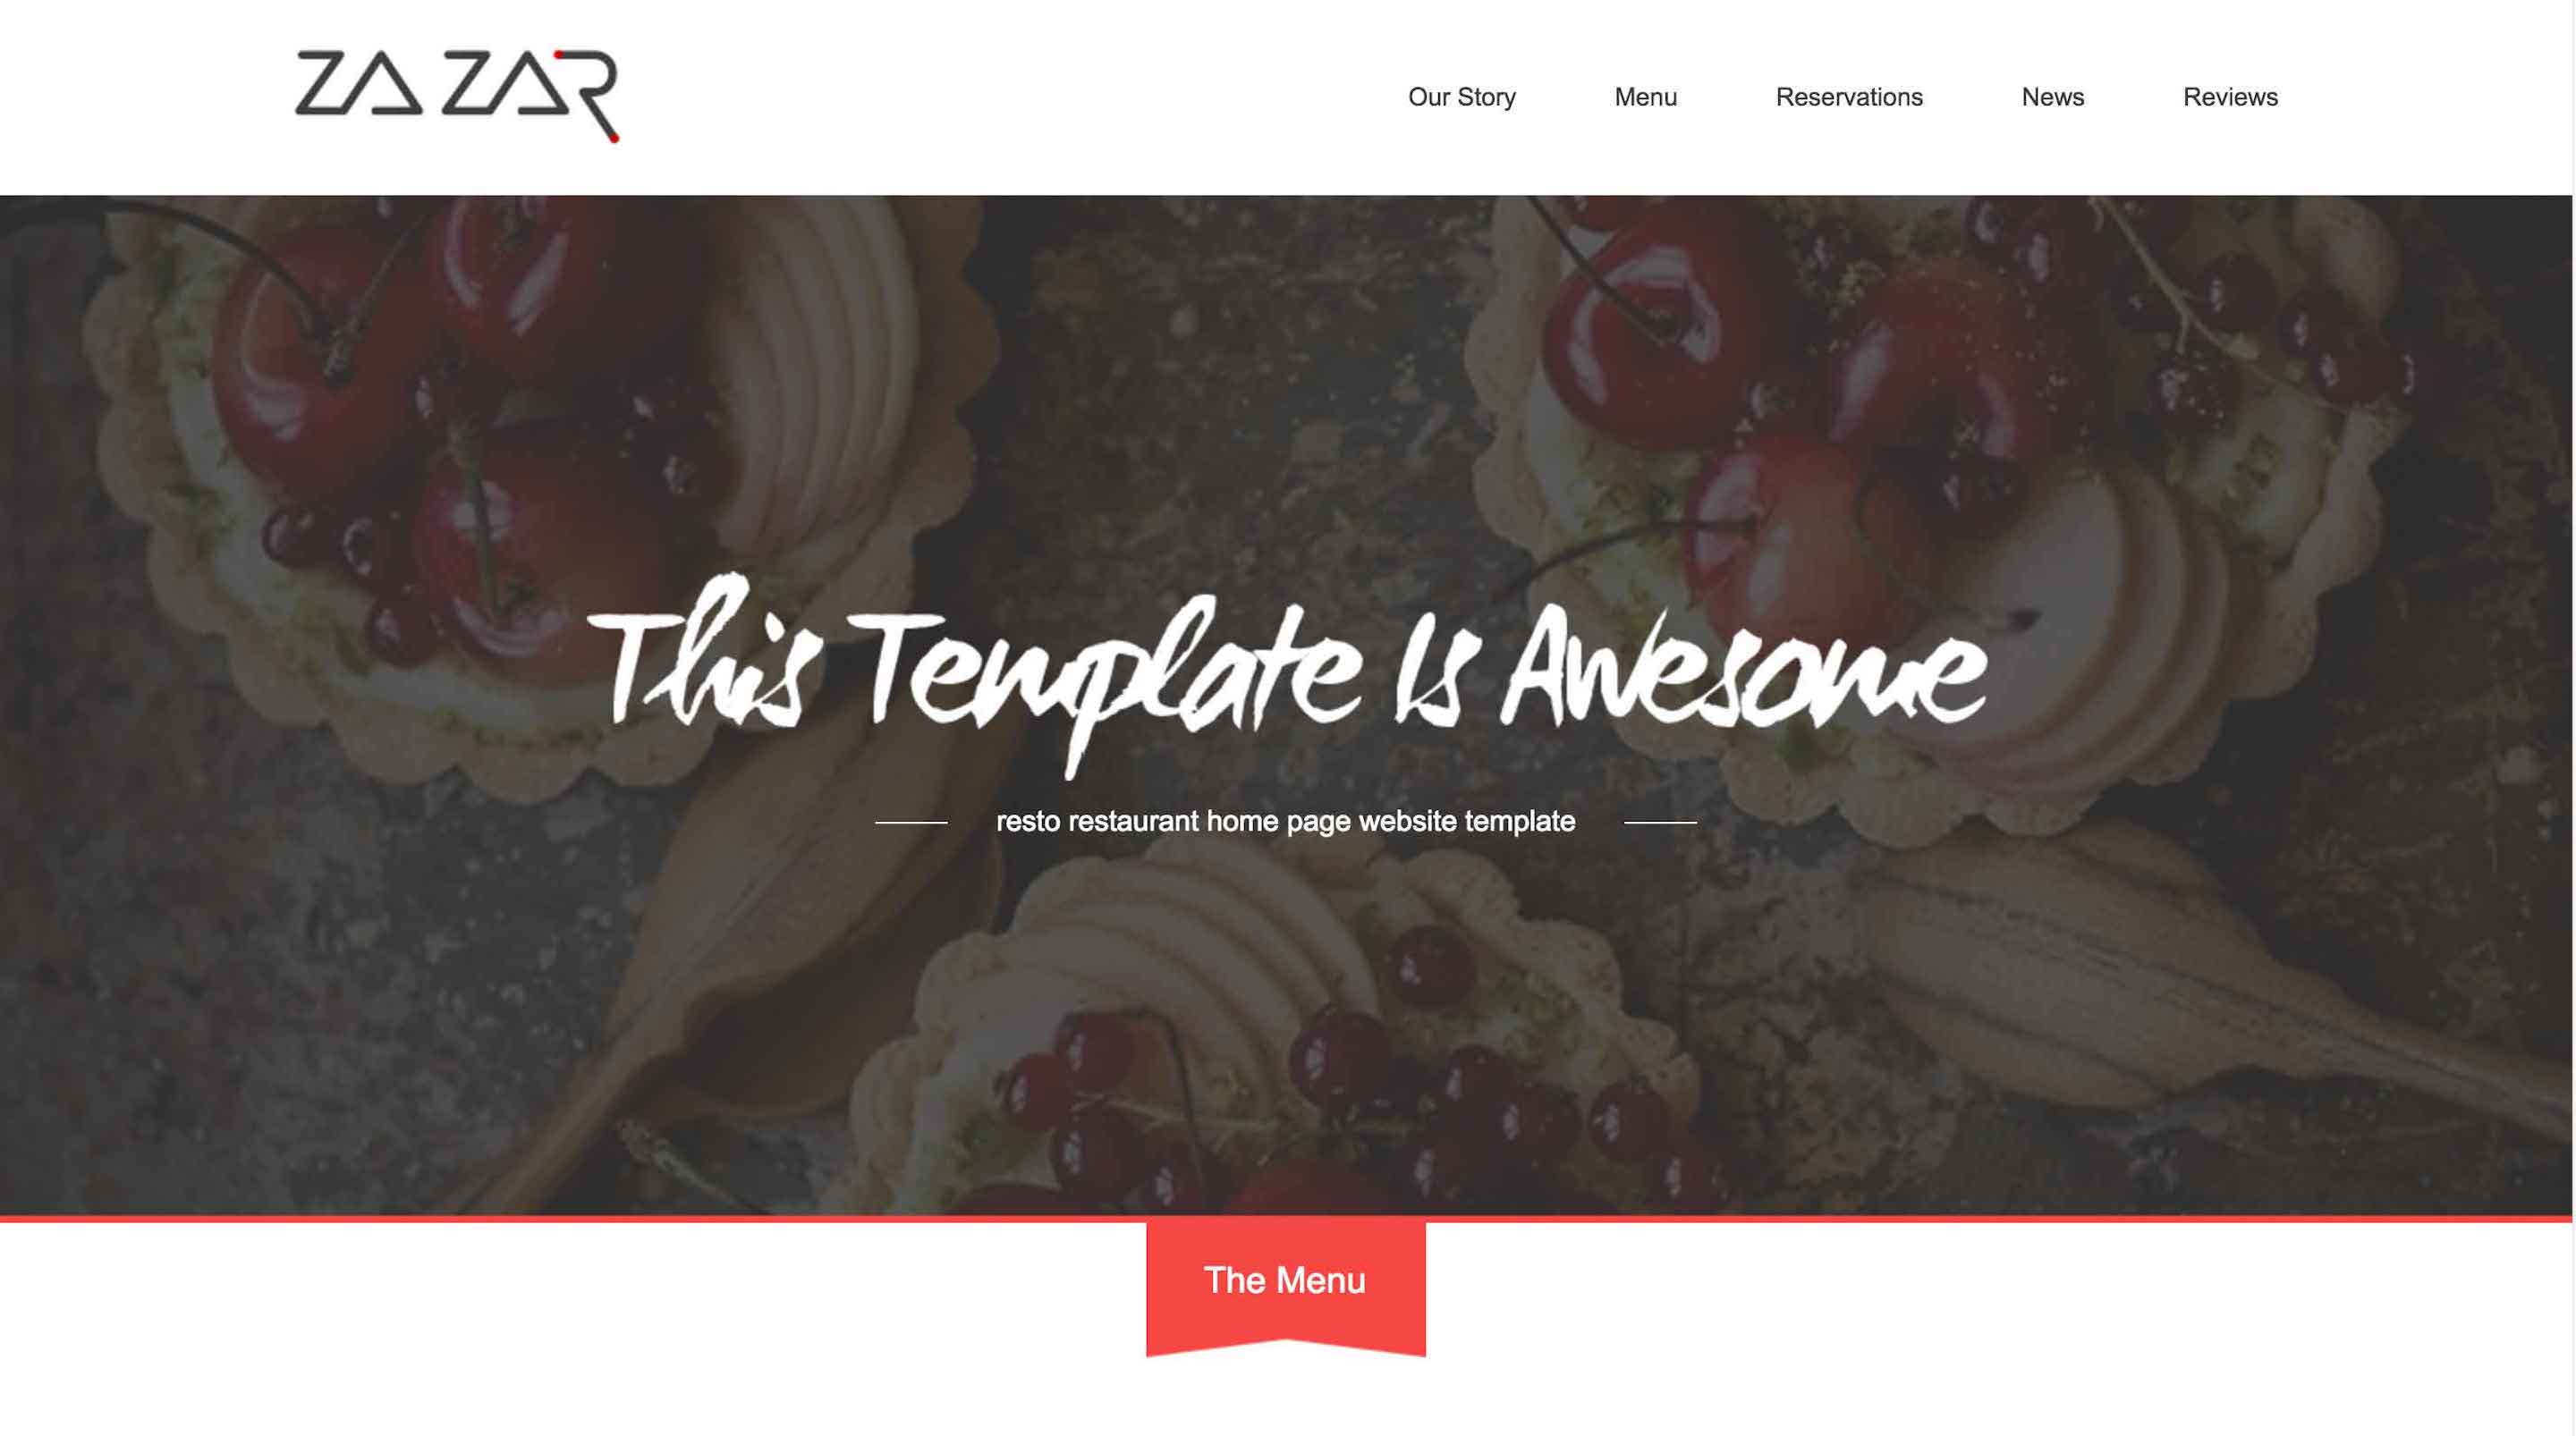 ZAZAR
Our Story
Menu
Reservations
News
Reviews
This Template Is Awesome
resto restaurant home page website template
The Menu